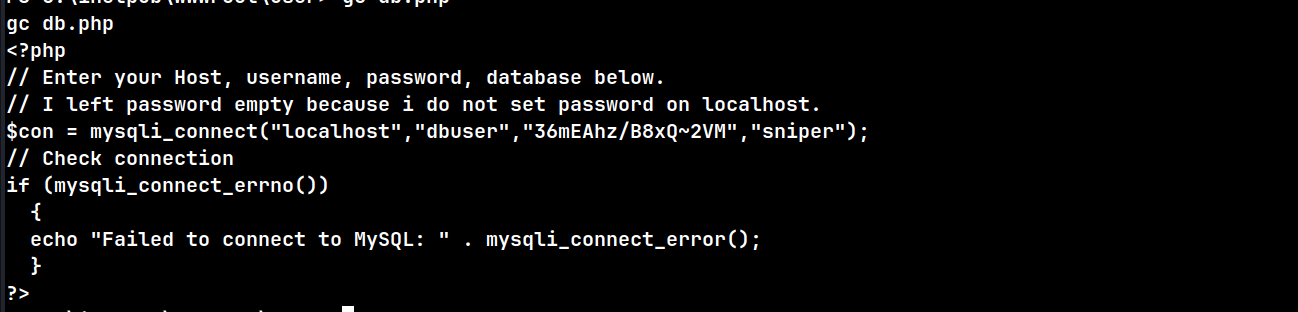 gc db.php
<?php
// Enter your Host, username, password, database below.
// I left password empty because i do not set password on localhost.
$con = mysqli_connect("localhost","dbuser","36mEAhz/B8xQ~2VM","sniper");
// Check connection
if (mysqli_connect_errno())
  {
  echo "Failed to connect to MySQL: " . mysqli_connect_error();
  }
?>